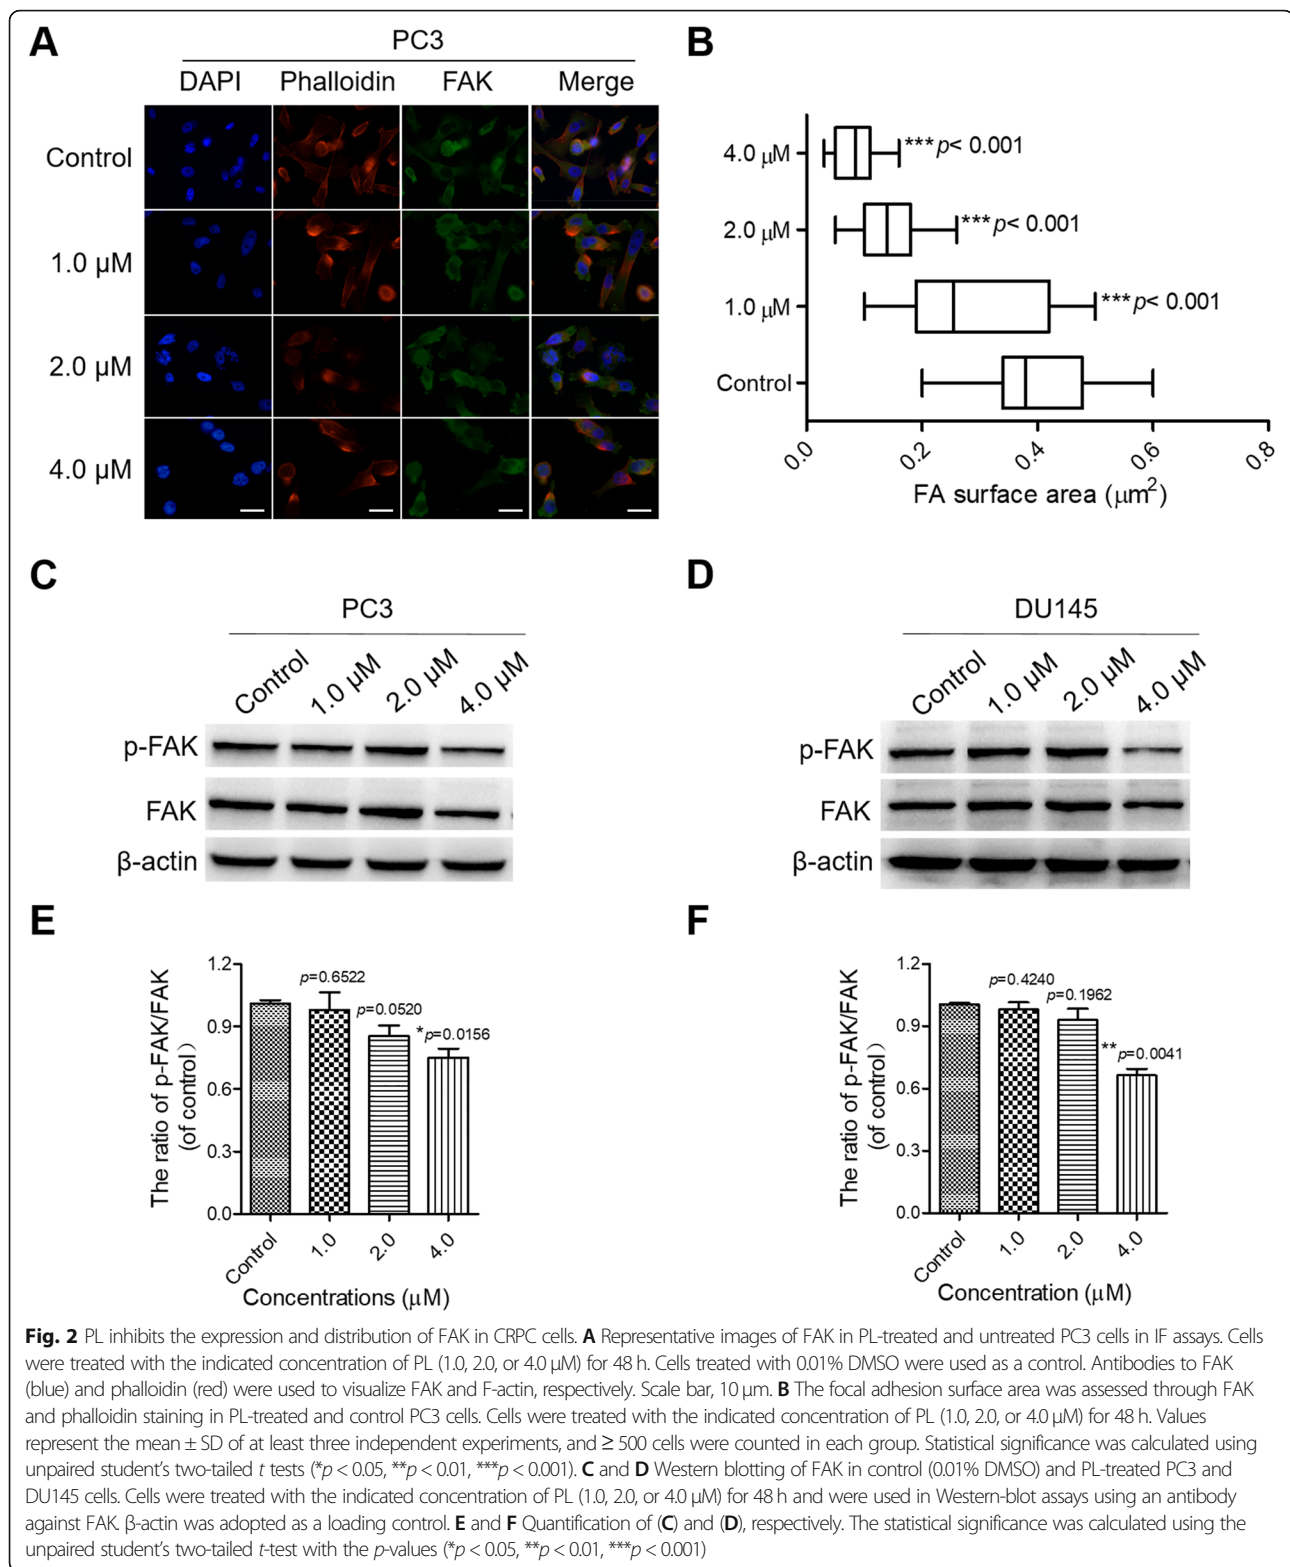 A
PC3
DAPI Phalloidin FAK Merge
Control
1.0 µM
2.0 µM
4.0 µM
B
4.0 µM
***p< 0.001
2.0 µM
***p< 0.001
1.0 µM
***p< 0.001
Control
0.0 0.2 0.4 0.6 0.8
FA surface area (µm²)
C
PC3
Control 1.0 µM 2.0 µM 4.0 µM
p-FAK
FAK
β-actin
D
DU145
Control 1.0 µM 2.0 µM 4.0 µM
p-FAK
FAK
β-actin
E
The ratio of p-FAK/FAK
(of control)
1.2
0.9
0.6
0.3
0.0
p=0.6522
p=0.0520
*p=0.0156
Control 1.0 2.0 4.0
Concentrations (µM)
F
The ratio of p-FAK/FAK
(of control)
1.2
0.9
0.6
0.3
0.0
p=0.4240
p=0.1962
**p=0.0041
Control 1.0 2.0 4.0
Concentration (µM)
Fig. 2 PL inhibits the expression and distribution of FAK in CRPC cells. A Representative images of FAK in PL-treated and untreated PC3 cells in IF assays. Cells
were treated with the indicated concentration of PL (1.0, 2.0, or 4.0 µM) for 48 h. Cells treated with 0.01% DMSO were used as a control. Antibodies to FAK
(blue) and phalloidin (red) were used to visualize FAK and F-actin, respectively. Scale bar, 10 µm. B The focal adhesion surface area was assessed through FAK
and phalloidin staining in PL-treated and control PC3 cells. Cells were treated with the indicated concentration of PL (1.0, 2.0, or 4.0 µM) for 48 h. Values
represent the mean ± SD of at least three independent experiments, and ≥ 500 cells were counted in each group. Statistical significance was calculated using
unpaired student's two-tailed t tests (*p < 0.05, **p < 0.01, ***p < 0.001). C and D Western blotting of FAK in control (0.01% DMSO) and PL-treated PC3 and
DU145 cells. Cells were treated with the indicated concentration of PL (1.0, 2.0, or 4.0 µM) for 48 h and were used in Western-blot assays using an antibody
against FAK. β-actin was adopted as a loading control. E and F Quantification of (C) and (D), respectively. The statistical significance was calculated using the
unpaired student's two-tailed t-test with the p-values (*p < 0.05, **p < 0.01, ***p < 0.001)